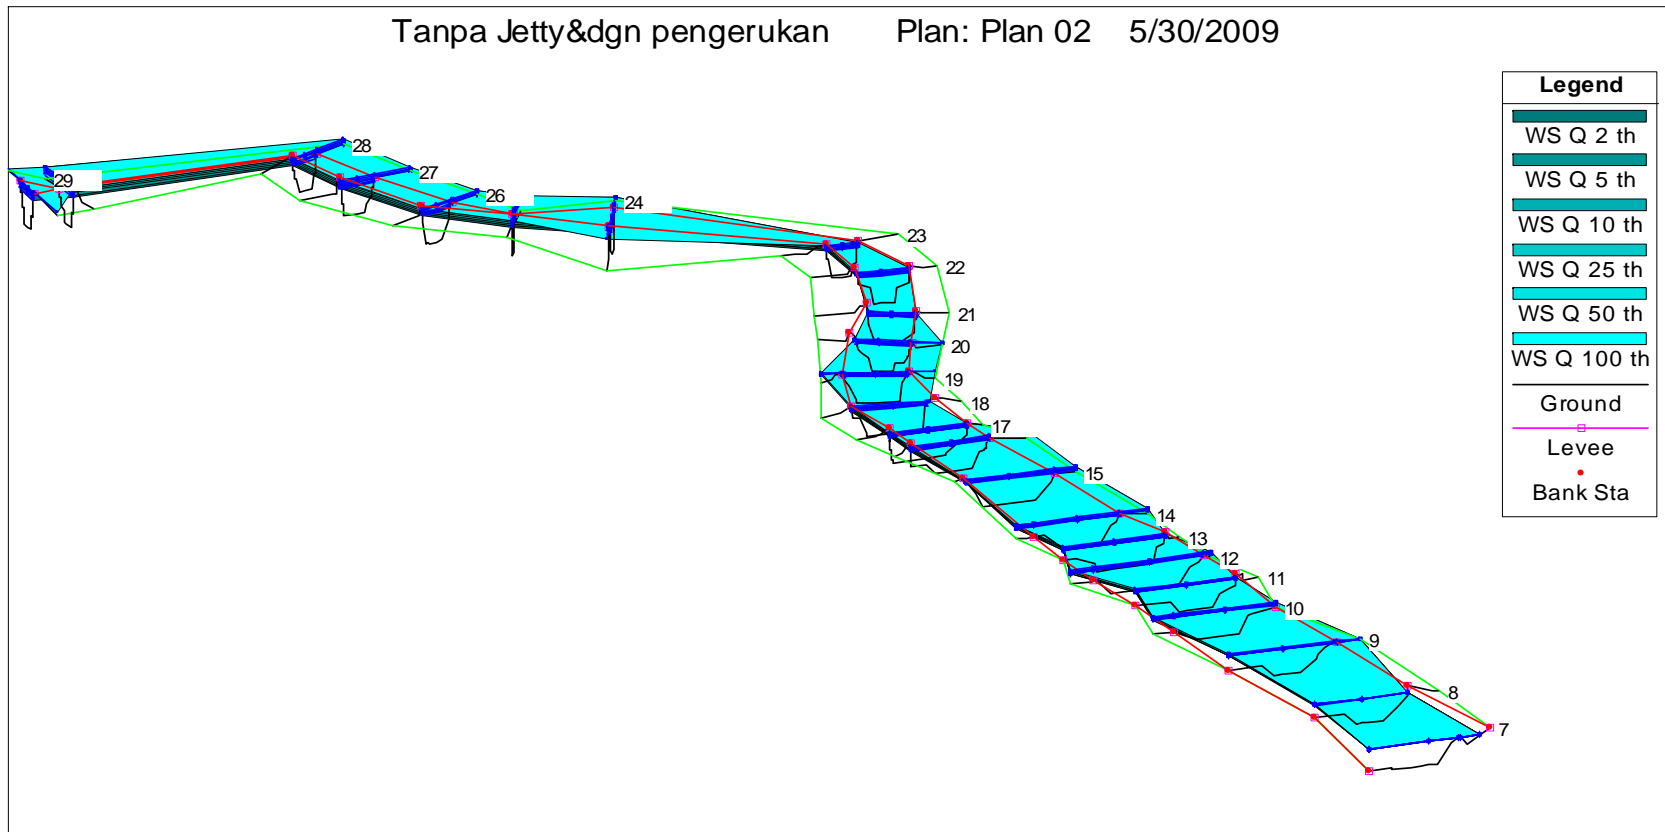 Tanpa Jetty&dgn pengerukan Plan: Plan 02 5/30/2009
Legend
WS Q 2 th
WS Q 5 th
WS Q 10 th
WS Q 25 th
WS Q 50 th
WS Q 100 th
Ground
Levee
Bank Sta
29
28
27
26
24
23
22
21
20
19
18
17
15
14
13
12
11
10
9
8
7